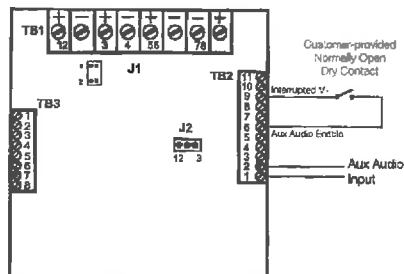 TB1
+ - + - + - - +
12 3 4 56 78
J1
TB2
11
10
9
8
7
6
5
4
3
2
1
Customer-provided
Normally Open
Dry Contact
Interrupted V-
Aux Audio Enable
Aux Audio
Input
TB3
1
2
3
4
5
6
7
8
J2
12 3